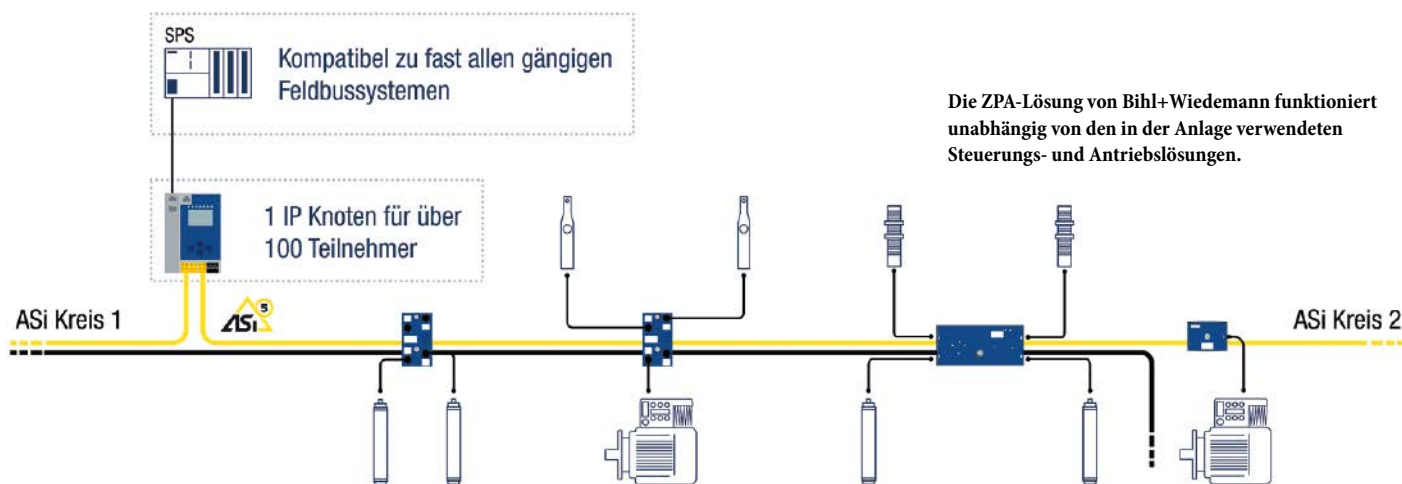 SPS
Kompatibel zu fast allen gängigen
Feldbussystemen
Die ZPA-Lösung von Bihl+Wiedemann funktioniert
unabhängig von den in der Anlage verwendeten
Steuerungs- und Antriebslösungen.
1 IP Knoten für über
100 Teilnehmer
ASi Kreis 1
ASi 5
ASi Kreis 2